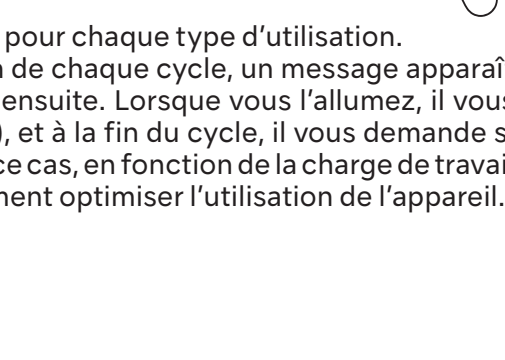 pour chaque type d’utilisation.
de chaque cycle, un message apparaî
ensuite. Lorsque vous l’allumez, il vous
), et à la fin du cycle, il vous demande s
ce cas, en fonction de la charge de travai
ment optimiser l’utilisation de l’appareil.